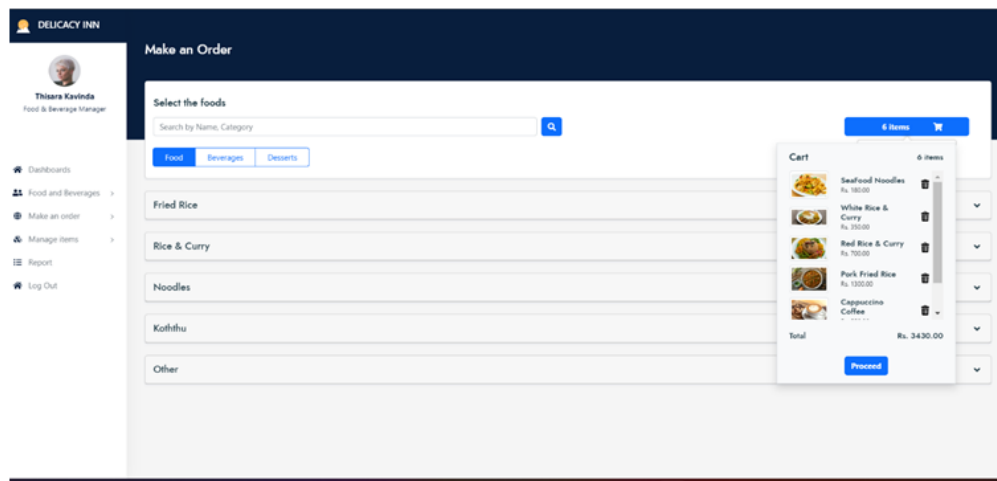 DELICACY INN
Thisara Kavinda
Food & Beverage Manager
Dashboards
Food and Beverages
Make an order
Manage items
Report
Log Out
Make an Order
Select the foods
Search by Name, Category
6 items
Food
Beverages
Desserts
Fried Rice
Rice & Curry
Noodles
Koththu
Other
Cart
6 items
SeaFood Noodles
Rs. 180.00
White Rice &
Curry
Rs. 350.00
Red Rice & Curry
Rs. 700.00
Pork Fried Rice
Rs. 1300.00
Cappuccino
Coffee
Total
Rs. 3430.00
Proceed